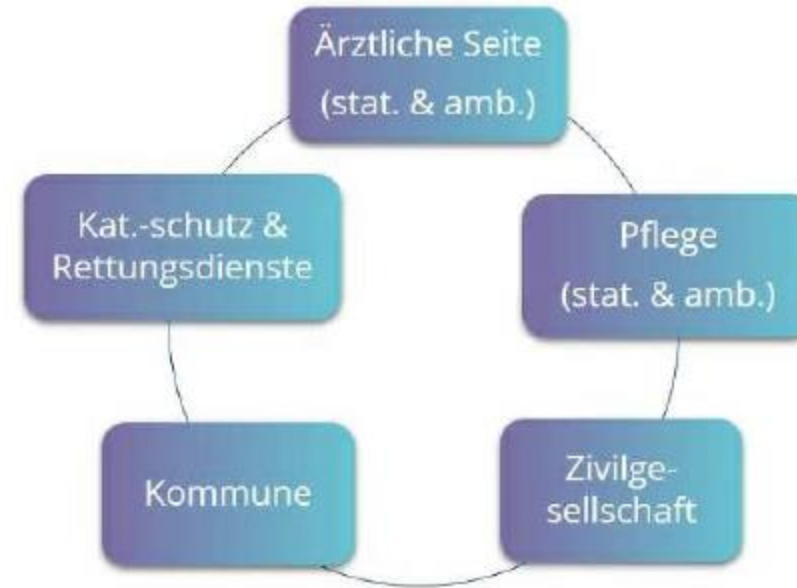 Ärztliche Seite
(stat. & amb.)
Kat.-schutz &
Rettungsdienste
Pflege
(stat. & amb.)
Kommune
Zivilge-
sellschaft